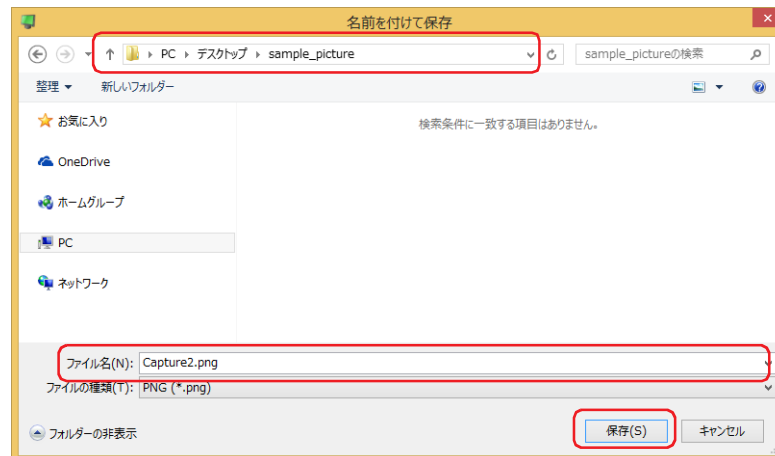 名前を付けて保存
PC ▸ デスクトップ ▸ sample_picture
sample_pictureの検索
整理
新しいフォルダー
お気に入り
検索条件に一致する項目はありません。
OneDrive
ホームグループ
PC
ネットワーク
ファイル名(N): Capture2.png
ファイルの種類(T): PNG (*.png)
フォルダーの非表示
保存(S)
キャンセル